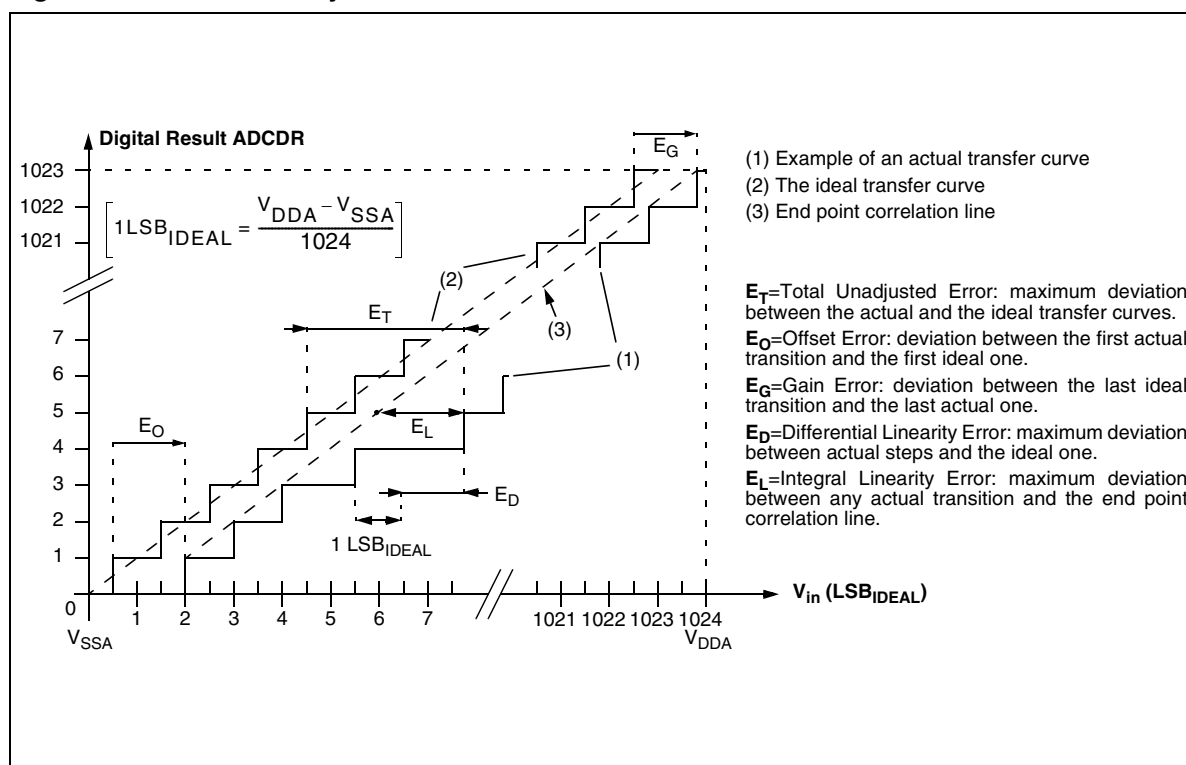 Digital Result ADCDR
E_G
1023
1022
1021
1LSB_IDEAL = (V_DDA – V_SSA) / 1024
(2)
E_T
(3)
7
6
5
4
3
2
1
0
(1)
E_O
E_L
E_D
1 LSB_IDEAL
1 2 3 4 5 6 7 1021 1022 1023 1024
V_in (LSB_IDEAL)
V_SSA
V_DDA
(1) Example of an actual transfer curve
(2) The ideal transfer curve
(3) End point correlation line
E_T=Total Unadjusted Error: maximum deviation
between the actual and the ideal transfer curves.
E_O=Offset Error: deviation between the first actual
transition and the first ideal one.
E_G=Gain Error: deviation between the last ideal
transition and the last actual one.
E_D=Differential Linearity Error: maximum deviation
between actual steps and the ideal one.
E_L=Integral Linearity Error: maximum deviation
between any actual transition and the end point
correlation line.